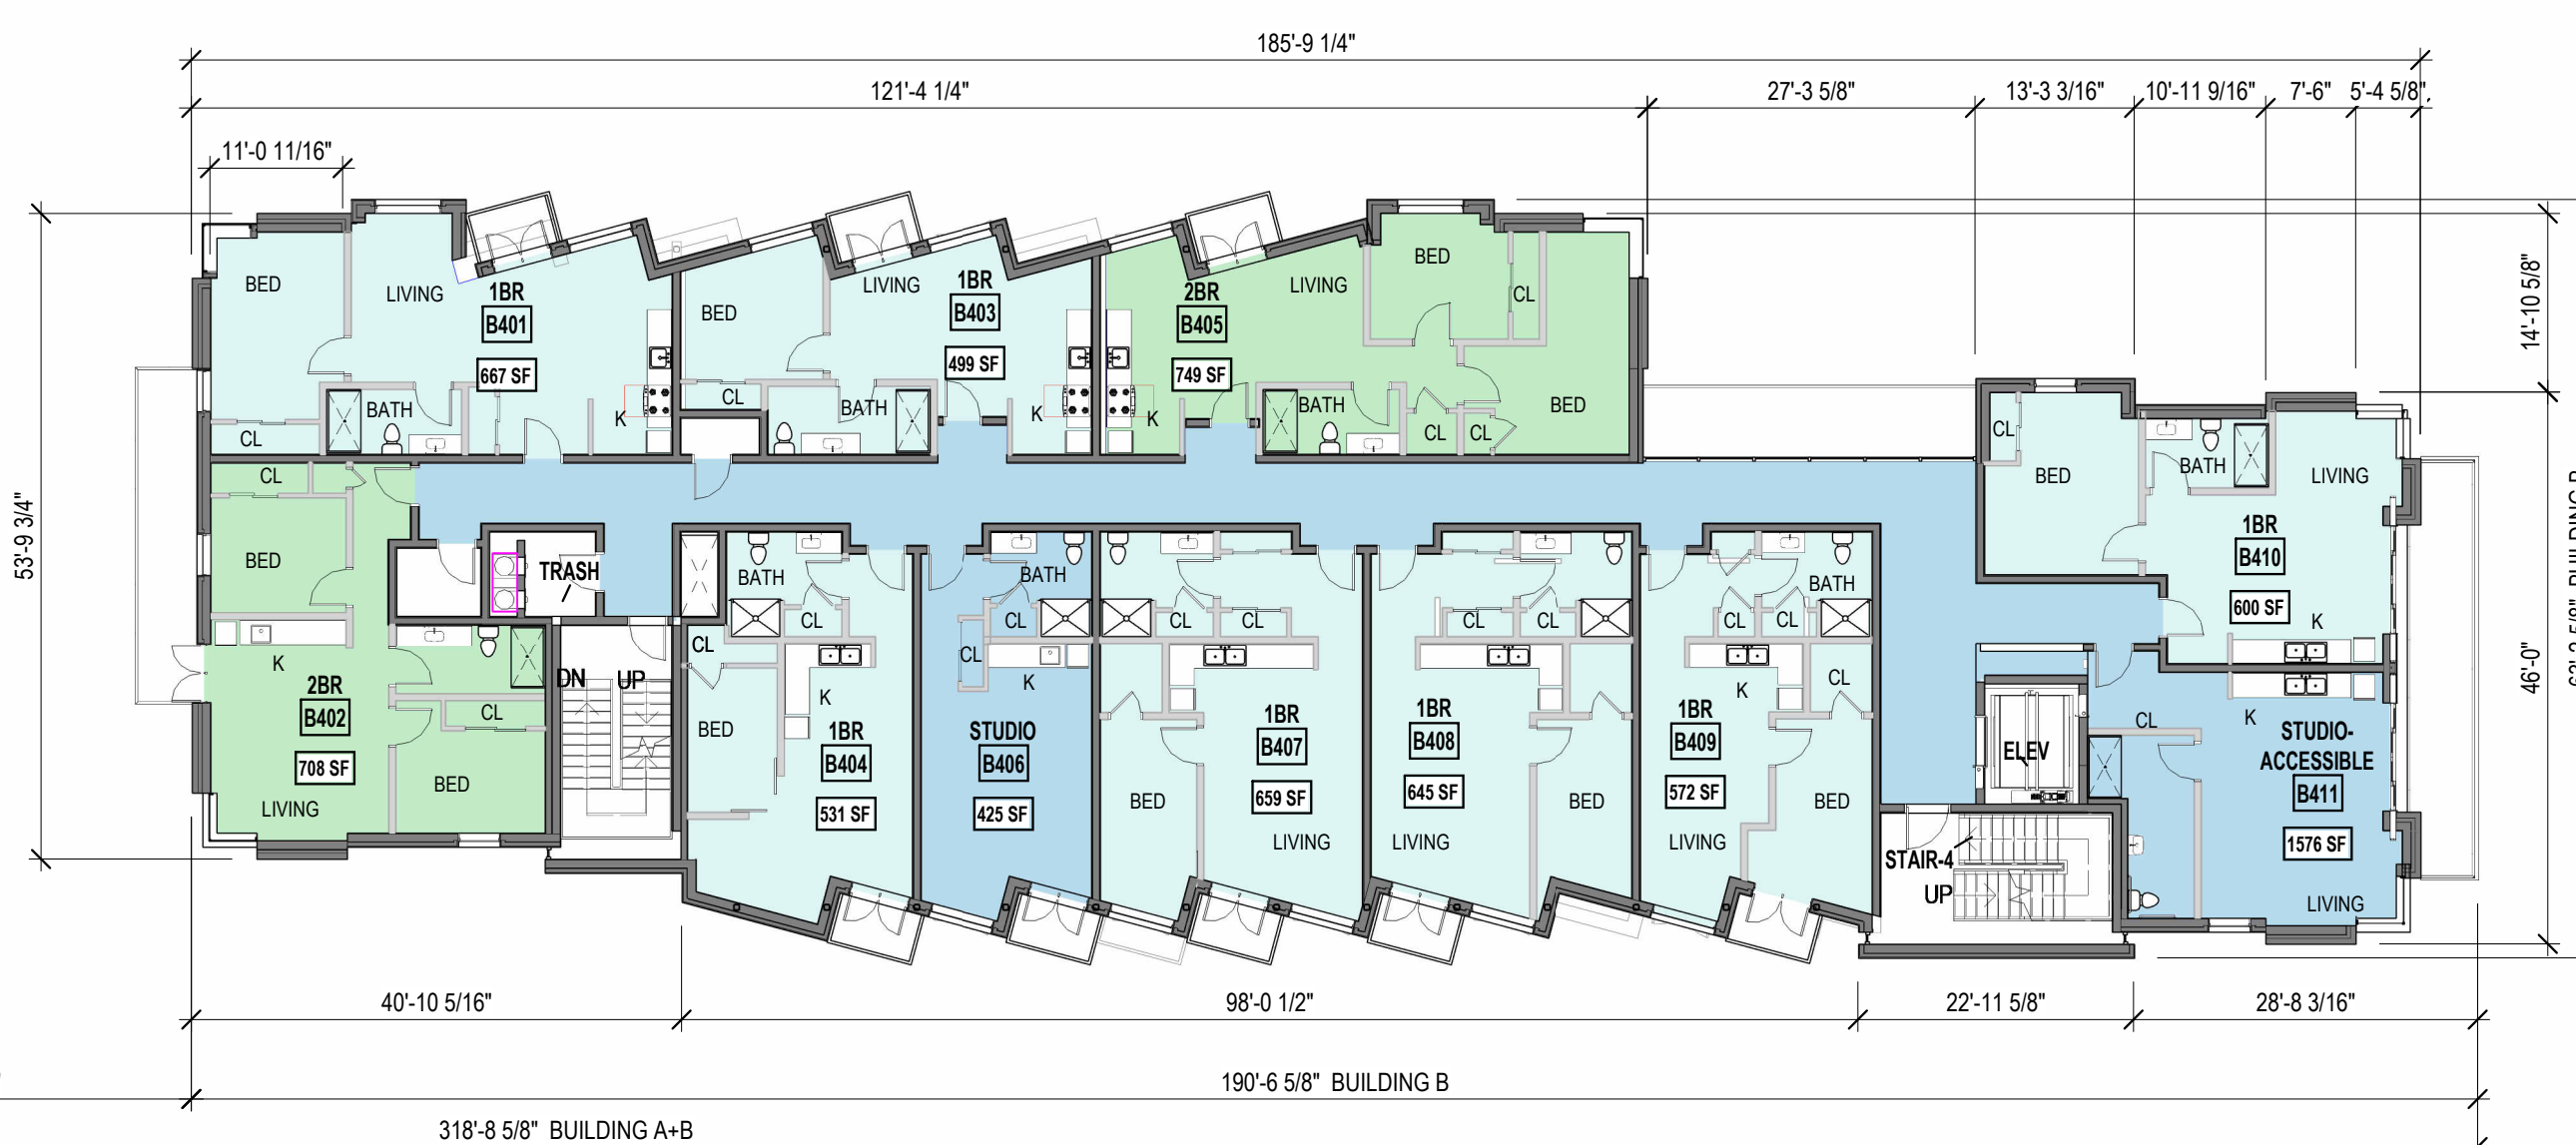 185'-9 1/4"
121'-4 1/4"
27'-3 5/8"
13'-3 3/16"
10'-11 9/16"
7'-6"
5'-4 5/8"
11'-0 11/16"
53'-9 3/4"
14'-10 5/8"
46'-0"
BED
LIVING
1BR
B401
667 SF
BATH
CL
K
BED
LIVING
1BR
B403
499 SF
CL
BATH
K
2BR
B405
749 SF
LIVING
BED
CL
BATH
K
CL
CL
BED
CL
BED
BATH
LIVING
1BR
B410
600 SF
K
CL
BED
K
2BR
B402
708 SF
LIVING
CL
BED
TRASH
DN
UP
BATH
CL
CL
K
BED
1BR
B404
531 SF
BATH
CL
CL
K
STUDIO
B406
425 SF
CL
CL
1BR
B407
659 SF
BED
LIVING
CL
CL
1BR
B408
645 SF
BED
LIVING
BATH
CL
CL
CL
K
1BR
B409
572 SF
BED
LIVING
ELEV
STAIR-4
UP
CL
K
STUDIO-
ACCESSIBLE
B411
1576 SF
LIVING
40'-10 5/16"
98'-0 1/2"
22'-11 5/8"
28'-8 3/16"
190'-6 5/8" BUILDING B
318'-8 5/8" BUILDING A+B